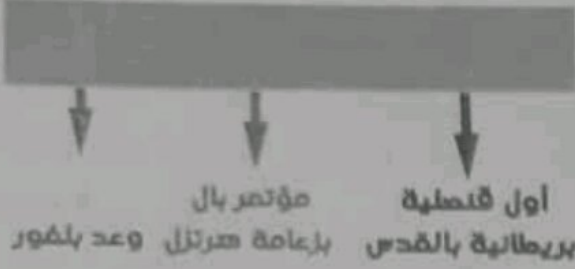 أول قنصلية
بريطانية بالقدس
مؤتمر بال
بزعامة هرتزل
وعد بلفور